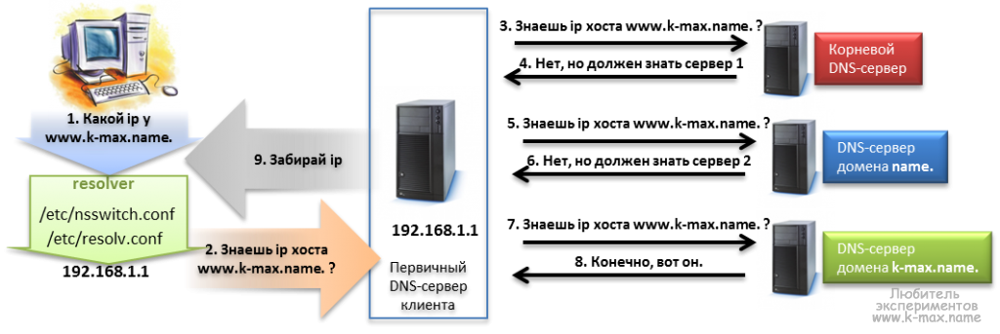 1. Какой ip у
www.k-max.name.
resolver
/etc/nsswitch.conf
/etc/resolv.conf
192.168.1.1
2. Знаешь ip хоста
www.k-max.name. ?
9. Забирай ip
192.168.1.1
Первичный
DNS-сервер
клиента
3. Знаешь ip хоста www.k-max.name. ?
4. Нет, но должен знать сервер 1
Корневой
DNS-сервер
5. Знаешь ip хоста www.k-max.name. ?
6. Нет, но должен знать сервер 2
DNS-сервер
домена name.
7. Знаешь ip хоста www.k-max.name. ?
8. Конечно, вот он.
DNS-сервер
домена k-max.name.
Любитель
экспериментов
www.k-max.name